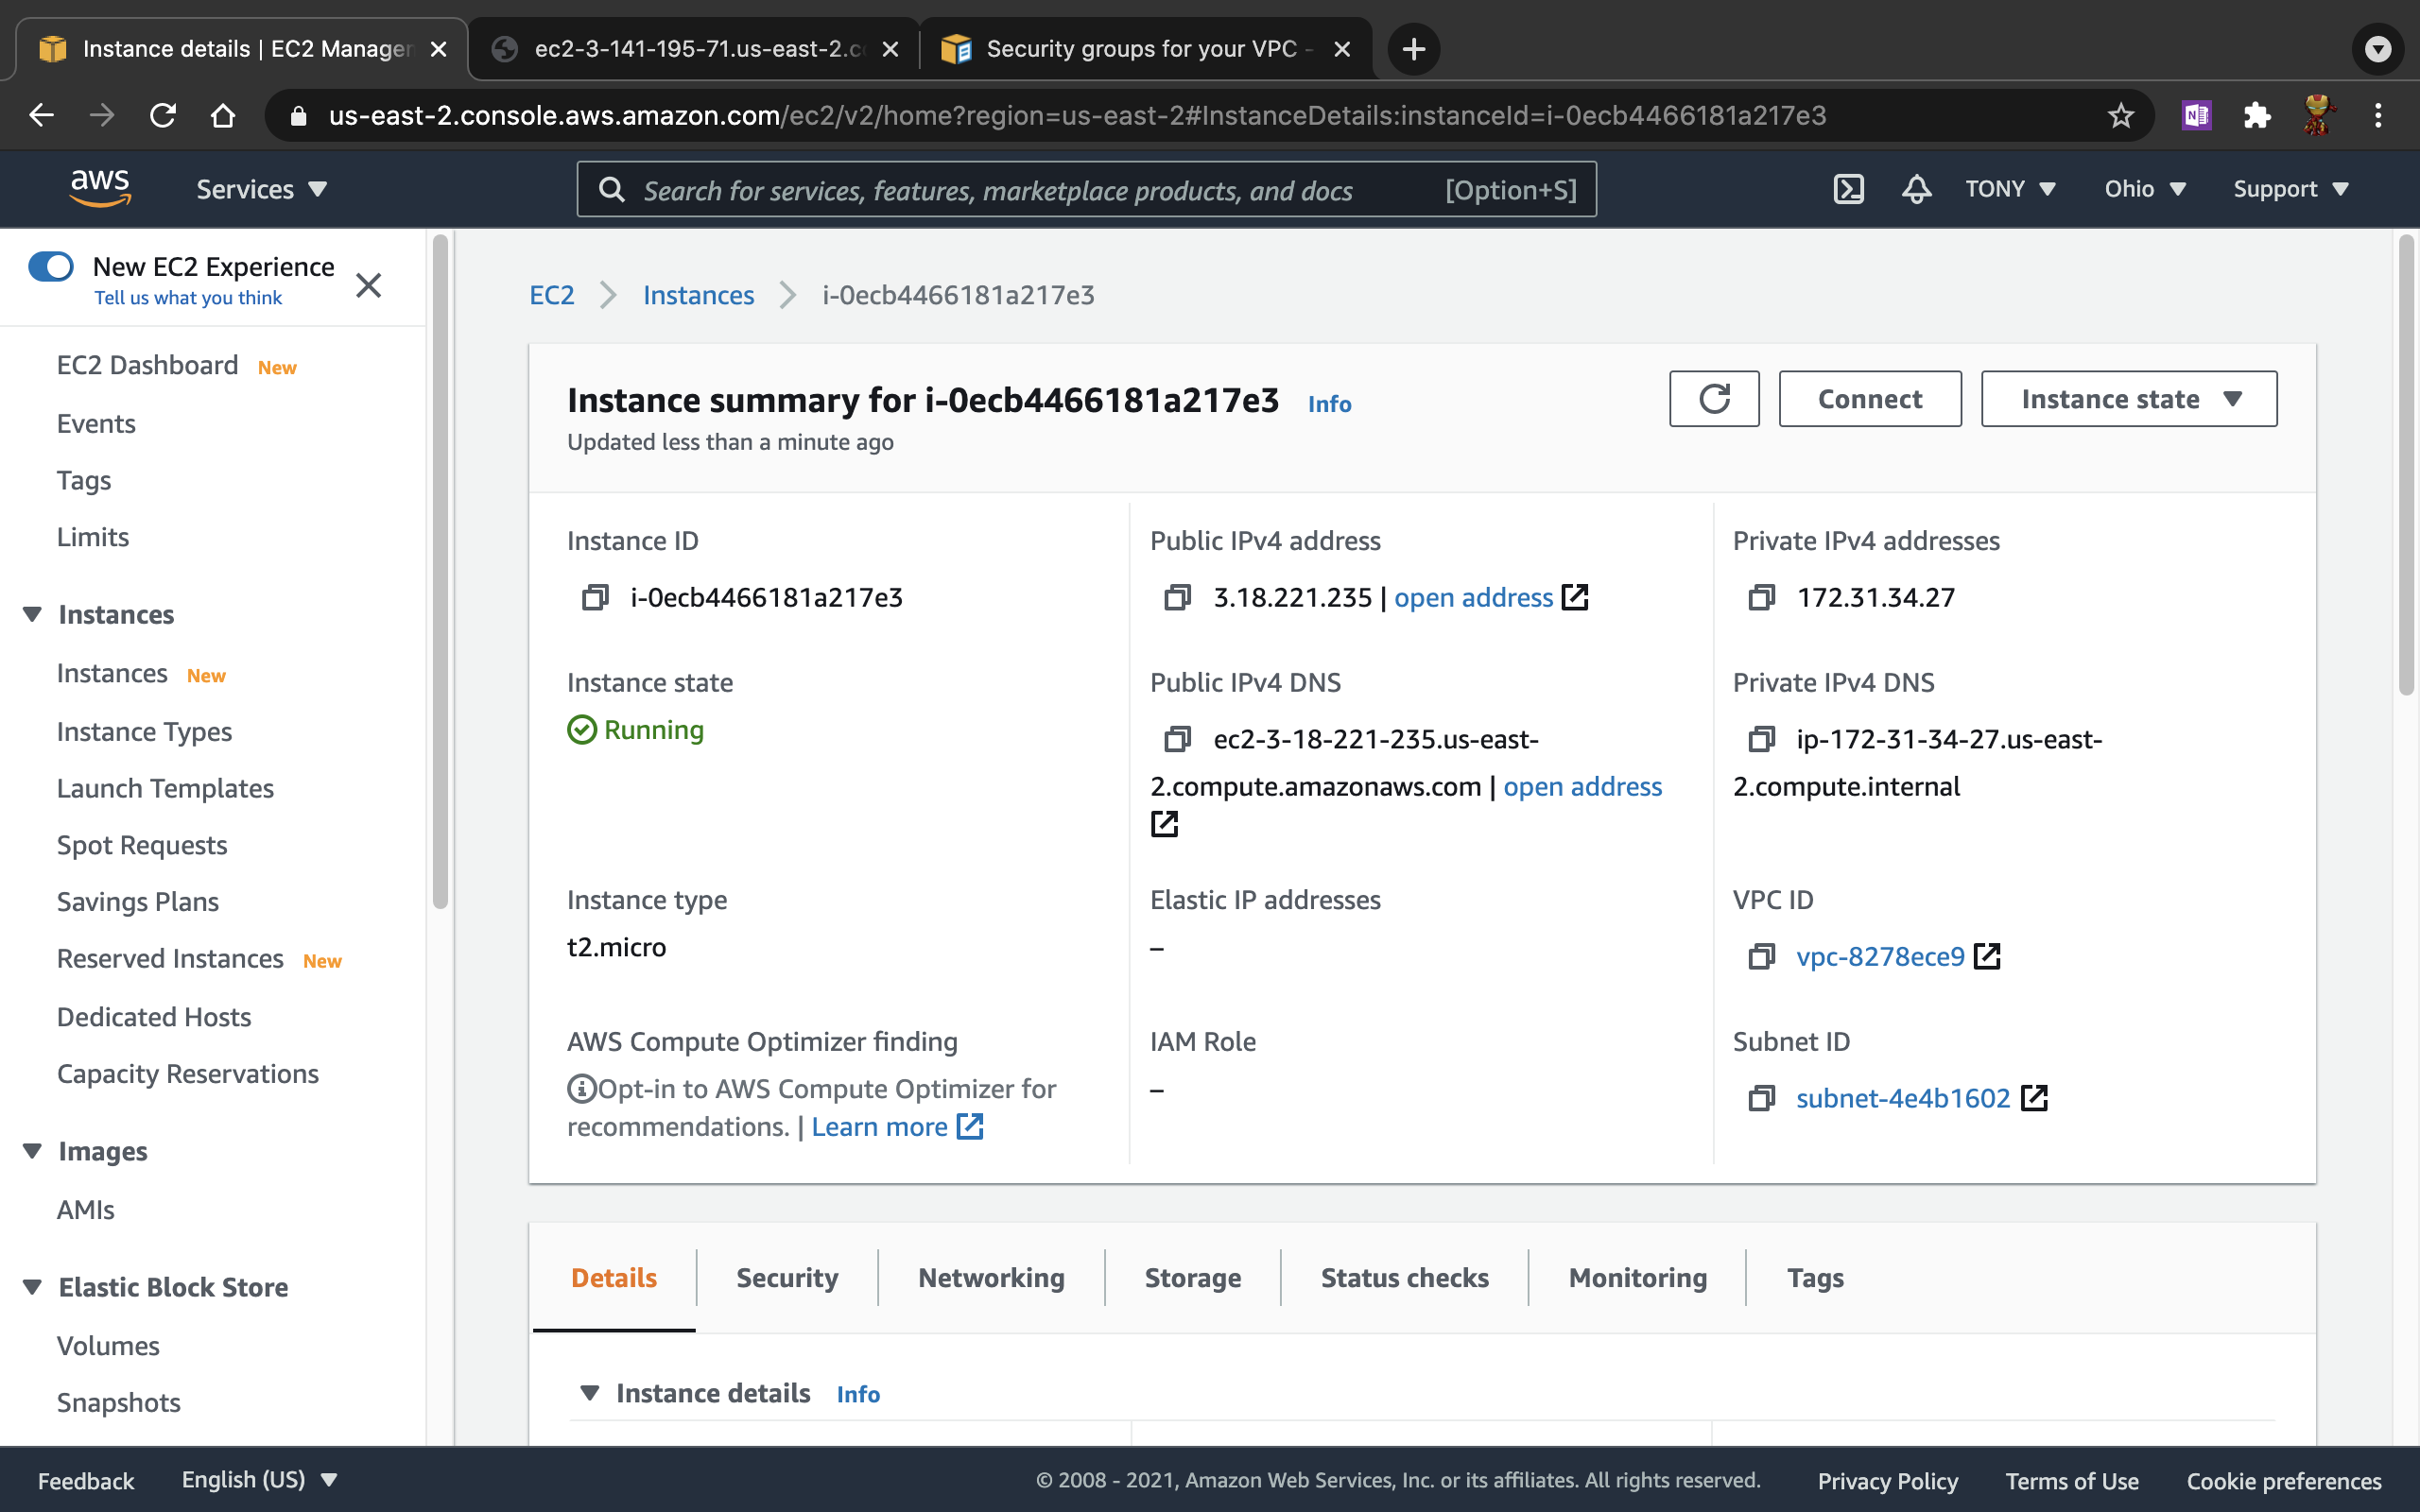 Instance details | EC2 Manager
ec2-3-141-195-71.us-east-2.c
Security groups for your VPC -
us-east-2.console.aws.amazon.com/ec2/v2/home?region=us-east-2#InstanceDetails:instanceId=i-0ecb4466181a217e3
aws
Services
Search for services, features, marketplace products, and docs
[Option+S]
TONY
Ohio
Support
New EC2 Experience
Tell us what you think
EC2 Dashboard New
Events
Tags
Limits
Instances
Instances New
Instance Types
Launch Templates
Spot Requests
Savings Plans
Reserved Instances New
Dedicated Hosts
Capacity Reservations
Images
AMIs
Elastic Block Store
Volumes
Snapshots
EC2 > Instances > i-0ecb4466181a217e3
Instance summary for i-0ecb4466181a217e3 Info
Updated less than a minute ago
Connect
Instance state
Instance ID
i-0ecb4466181a217e3
Public IPv4 address
3.18.221.235 | open address
Private IPv4 addresses
172.31.34.27
Instance state
Running
Public IPv4 DNS
ec2-3-18-221-235.us-east-
2.compute.amazonaws.com | open address
Private IPv4 DNS
ip-172-31-34-27.us-east-
2.compute.internal
Instance type
t2.micro
Elastic IP addresses
–
VPC ID
vpc-8278ece9
AWS Compute Optimizer finding
Opt-in to AWS Compute Optimizer for
recommendations. | Learn more
IAM Role
–
Subnet ID
subnet-4e4b1602
Details
Security
Networking
Storage
Status checks
Monitoring
Tags
Instance details Info
Feedback
English (US)
© 2008 - 2021, Amazon Web Services, Inc. or its affiliates. All rights reserved.
Privacy Policy
Terms of Use
Cookie preferences